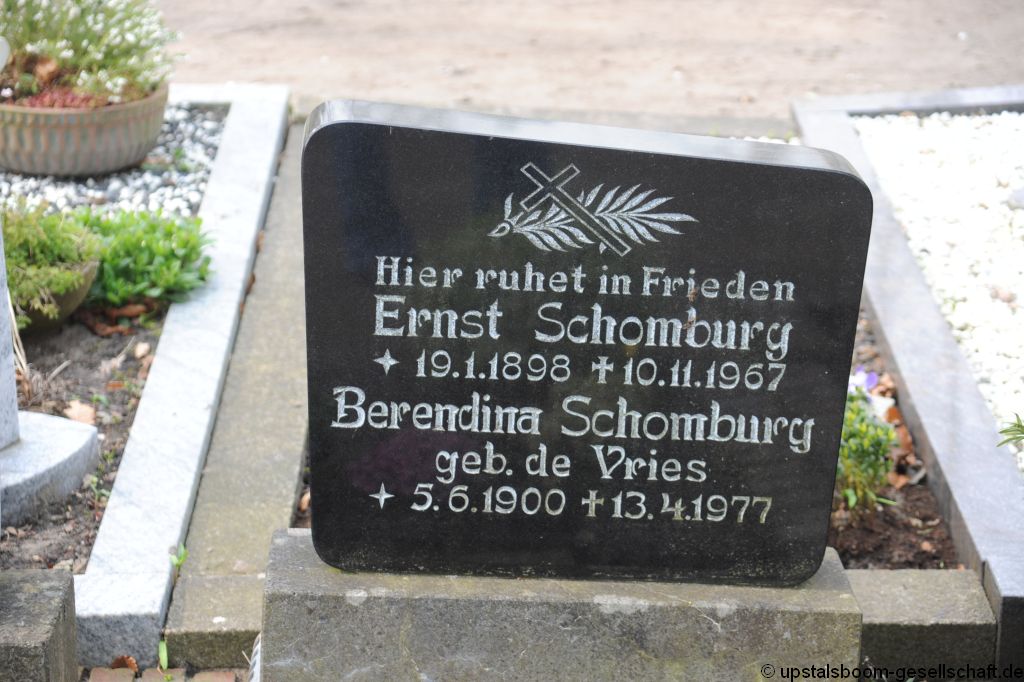 Hier ruhet in Frieden
Ernst Schomburg
19.1.1898 † 10.11.1967
Berendina Schomburg
geb. de Vries
5.6.1900 † 13.4.1977
© upstalsboom-gesellschaft.de